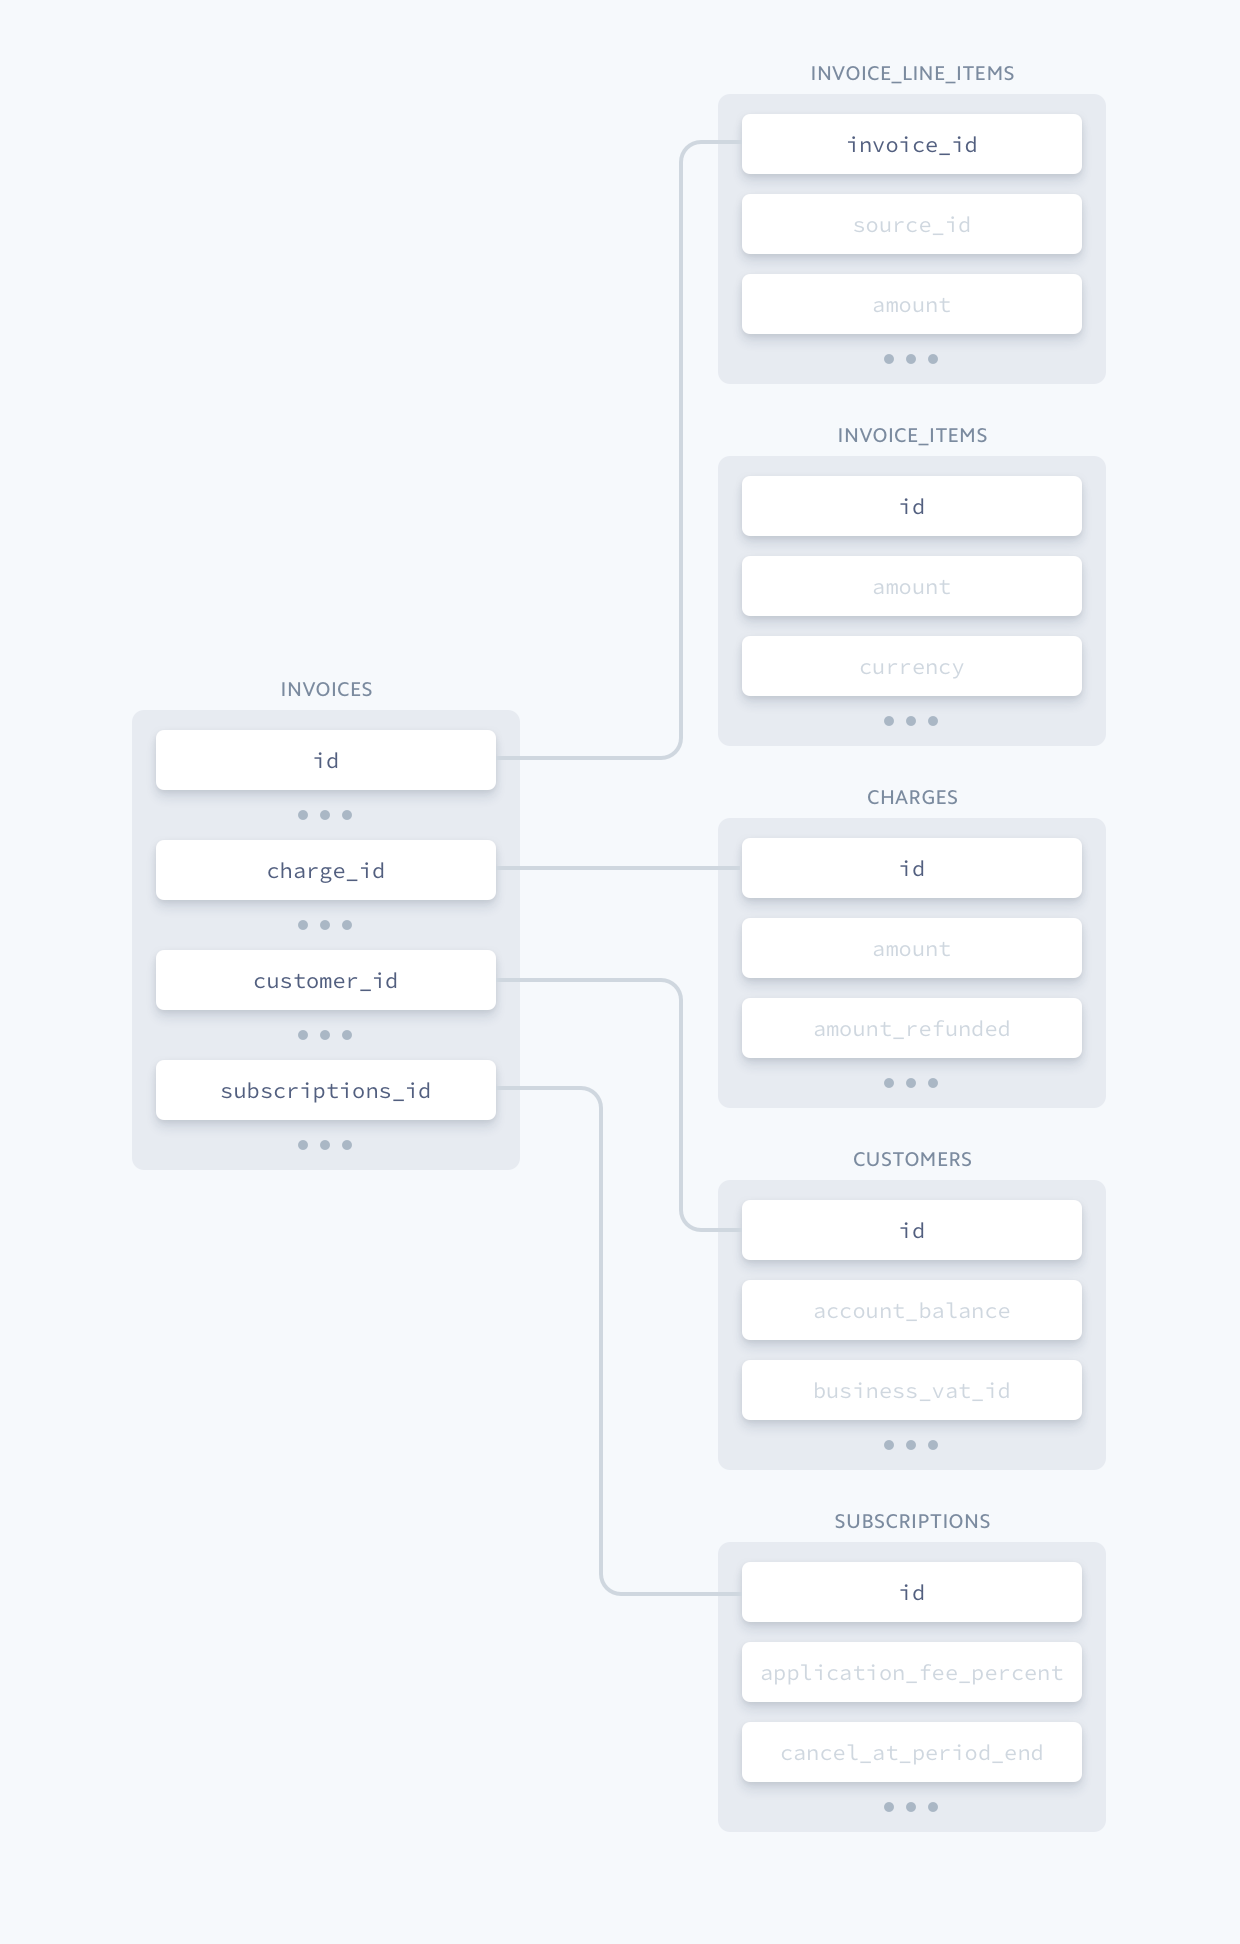 INVOICE_LINE_ITEMS
invoice_id
source_id
amount
INVOICE_ITEMS
id
amount
currency
INVOICES
id
charge_id
customer_id
subscriptions_id
CHARGES
id
amount
amount_refunded
CUSTOMERS
id
account_balance
business_vat_id
SUBSCRIPTIONS
id
application_fee_percent
cancel_at_period_end